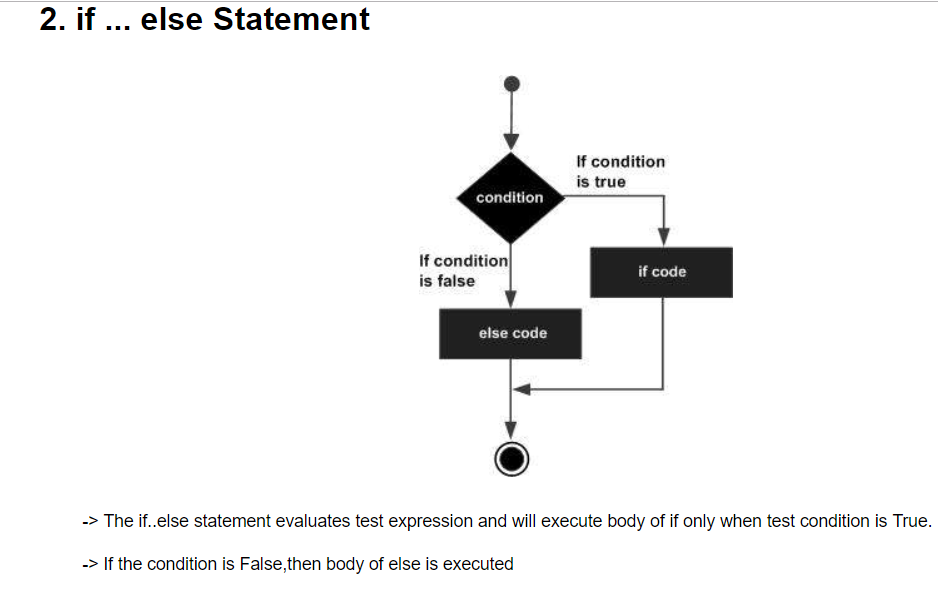 2. if ... else Statement
If condition
is true
condition
If condition
is false
if code
else code
-> The if..else statement evaluates test expression and will execute body of if only when test condition is True.
-> If the condition is False,then body of else is executed